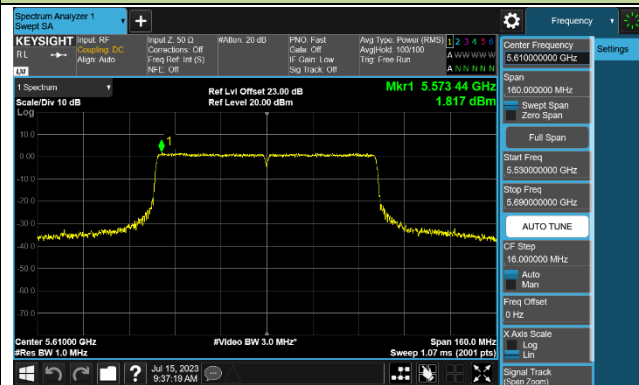 Spectrum Analyzer 1
Swept SA
+
Frequency
KEYSIGHT
RL
LXI
Input: RF
Coupling: DC
Align: Auto
Input Z: 50 Ω
Corrections: Off
Freq Ref: Int (S)
NFE: Off
#Atten: 20 dB
PNO: Fast
Gate: Off
IF Gain: Low
Sig Track: Off
Avg Type: Power (RMS)
Avg|Hold: 100/100
Trig: Free Run
1 2 3 4 5 6
A W W W W W
A N N N N N
1 Spectrum
Scale/Div 10 dB
Log
Ref Lvl Offset 23.00 dB
Ref Level 20.00 dBm
Mkr1 5.573 44 GHz
1.817 dBm
1
10.0
0.00
-10.0
-20.0
-30.0
-40.0
-50.0
-60.0
-70.0
Center 5.61000 GHz
#Res BW 1.0 MHz
#Video BW 3.0 MHz*
Span 160.0 MHz
Sweep 1.07 ms (2001 pts)
Center Frequency
5.610000000 GHz
Span
160.000000 MHz
Swept Span
Zero Span
Full Span
Start Freq
5.530000000 GHz
Stop Freq
5.690000000 GHz
AUTO TUNE
CF Step
16.000000 MHz
Auto
Man
Freq Offset
0 Hz
X Axis Scale
Log
Lin
Signal Track
(Span Zoom)
Settings
?
Jul 15, 2023
9:37:19 AM